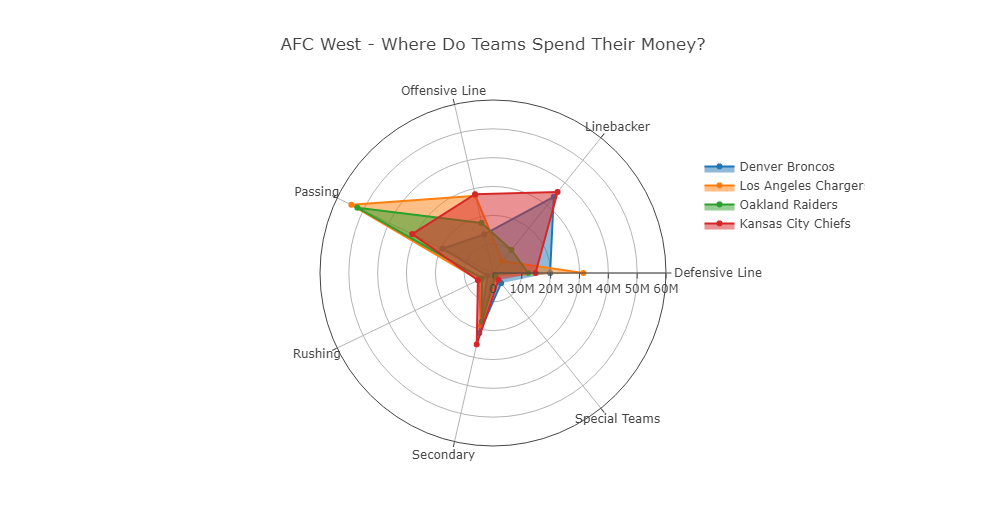 AFC West - Where Do Teams Spend Their Money?
Offensive Line
Linebacker
Passing
Denver Broncos
Los Angeles Charger
Oakland Raiders
Kansas City Chiefs
Defensive Line
0 10M 20M 30M 40M 50M 60M
Rushing
Special Teams
Secondary